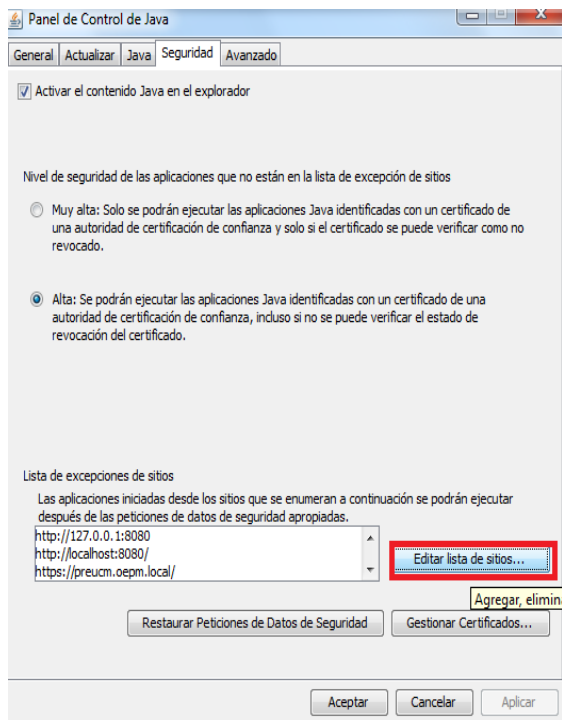 Panel de Control de Java
General Actualizar Java Seguridad Avanzado
Activar el contenido Java en el explorador
Nivel de seguridad de las aplicaciones que no están en la lista de excepción de sitios
Muy alta: Solo se podrán ejecutar las aplicaciones Java identificadas con un certificado de
una autoridad de certificación de confianza y solo si el certificado se puede verificar como no
revocado.
Alta: Se podrán ejecutar las aplicaciones Java identificadas con un certificado de una
autoridad de certificación de confianza, incluso si no se puede verificar el estado de
revocación del certificado.
Lista de excepciones de sitios
Las aplicaciones iniciadas desde los sitios que se enumeran a continuación se podrán ejecutar
después de las peticiones de datos de seguridad apropiadas.
http://127.0.0.1:8080
http://localhost:8080/
https://preucm.oepm.local/
Editar lista de sitios...
Agregar, elimin
Restaurar Peticiones de Datos de Seguridad Gestionar Certificados...
Aceptar Cancelar Aplicar